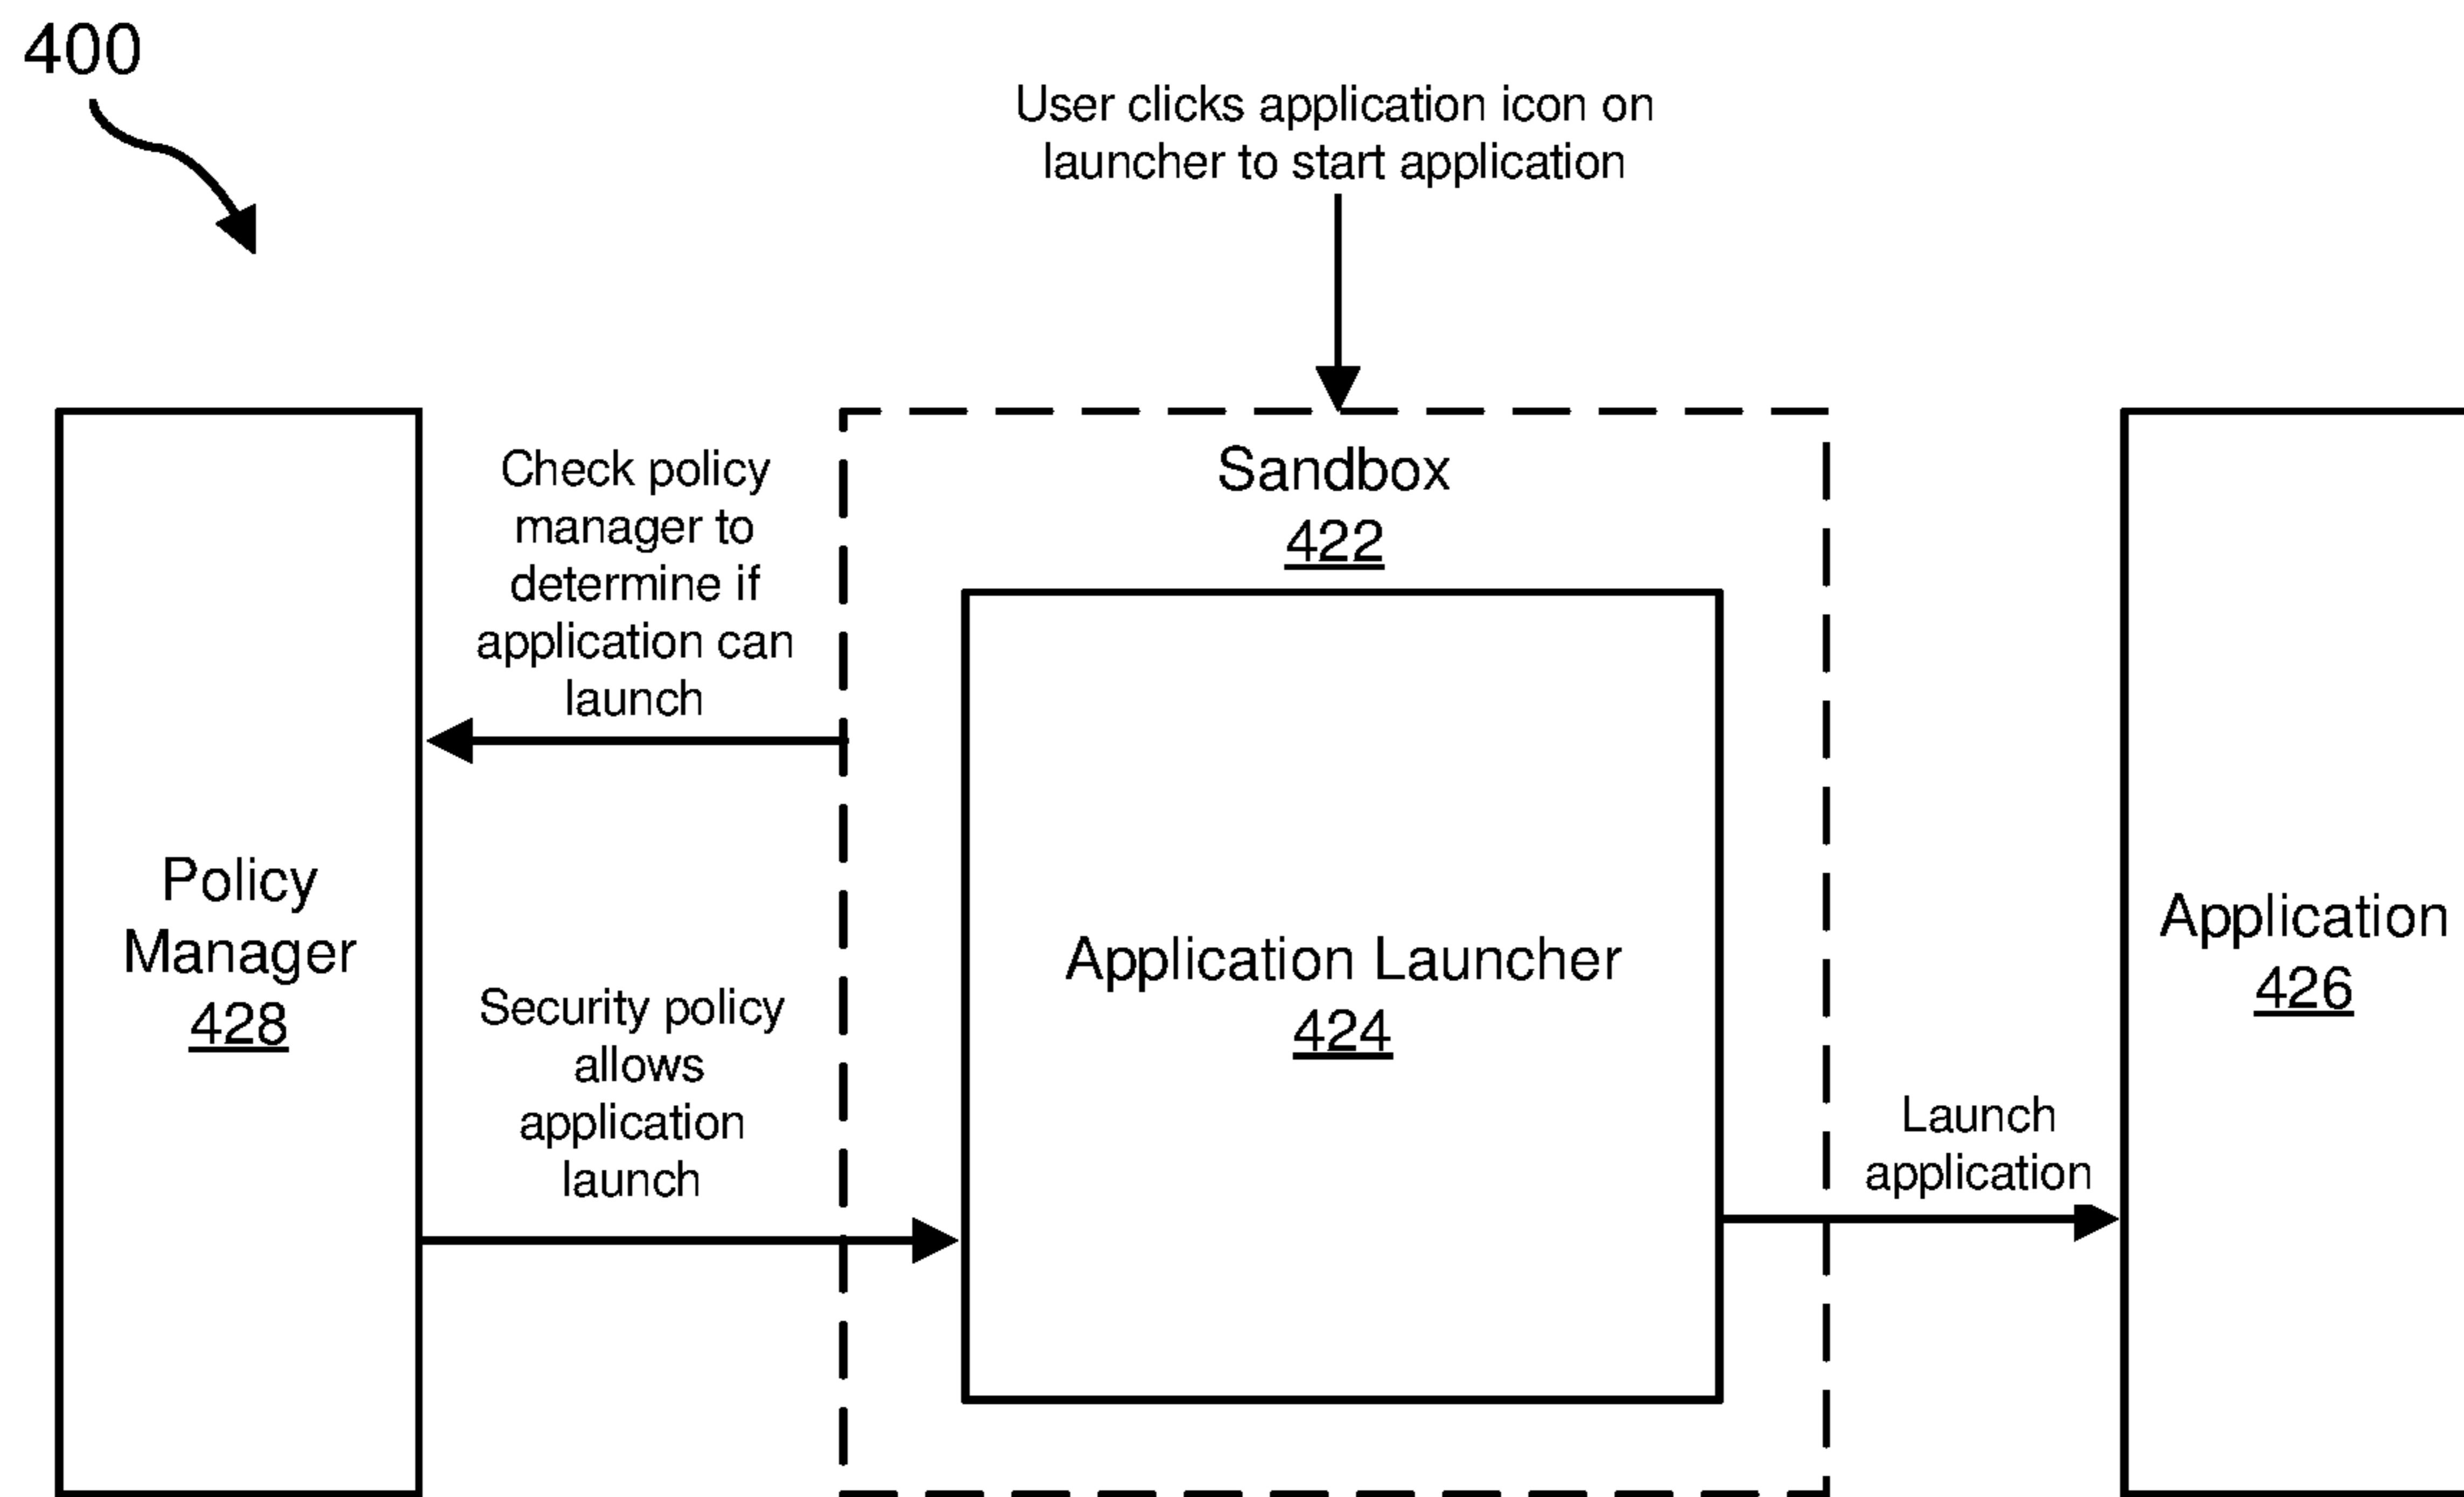 400
User clicks application icon on
launcher to start application
Check policy
manager to
determine if
application can
launch
Sandbox
422
Policy
Manager
428
Security policy
allows
application
launch
Application Launcher
424
Launch
application
Application
426